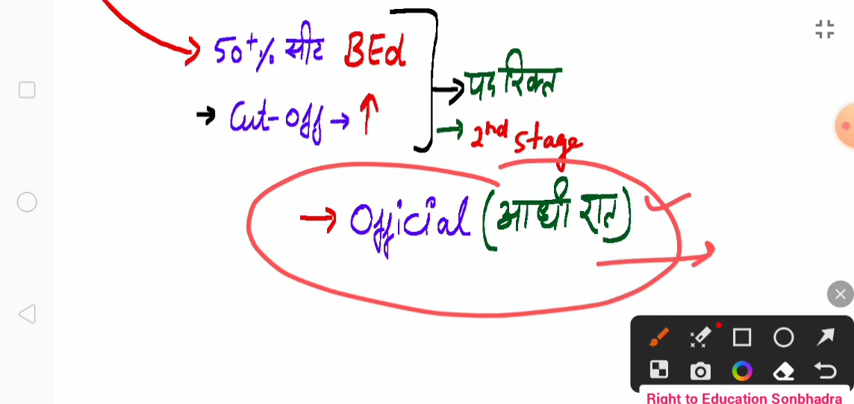 → 50+% सीट BEd
→ Cut-off → ↑
→ पद रिक्त
→ 2nd stage
→ Official (आधी रात)
Right to Education Sonbhadra